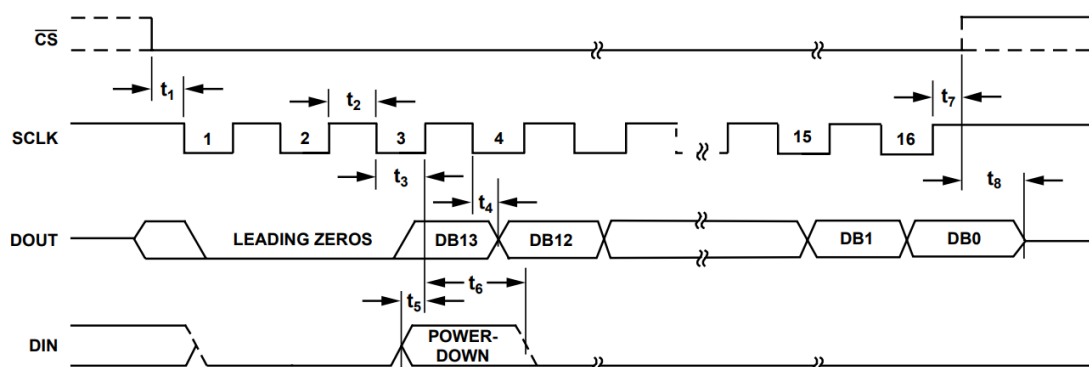 CS
t1
t2
t7
SCLK
1
2
3
4
15
16
t3
t4
t8
DOUT
LEADING ZEROS
DB13
DB12
DB1
DB0
t5
t6
DIN
POWER-
DOWN